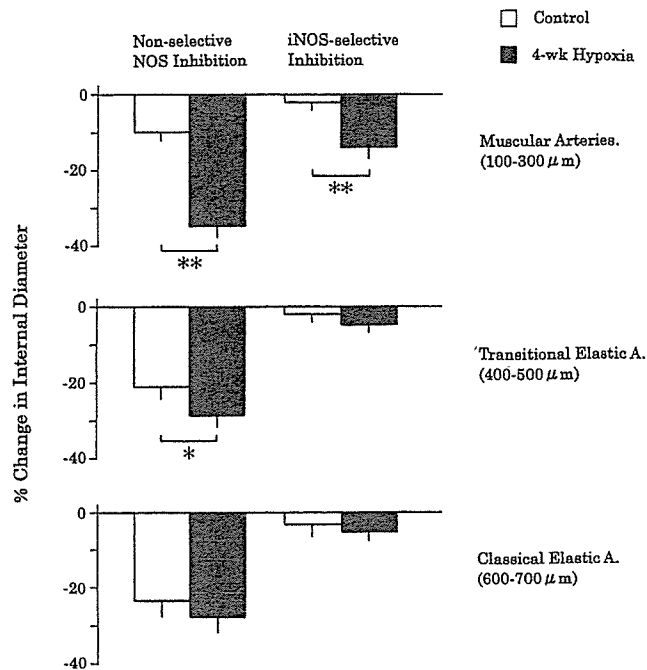 Control
4-wk Hypoxia
Non-selective
NOS Inhibition
iNOS-selective
Inhibition
% Change in Internal Diameter
0
-20
-40
**
**
Muscular Arteries.
(100-300 μm)
0
-20
-40
*
Transitional Elastic A.
(400-500 μm)
0
-20
-40
Classical Elastic A.
(600-700 μm)